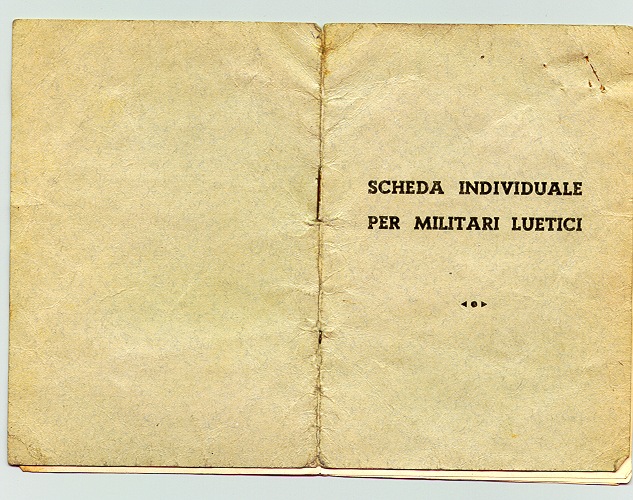 SCHEDA INDIVIDUALE
PER MILITARI LUETICI